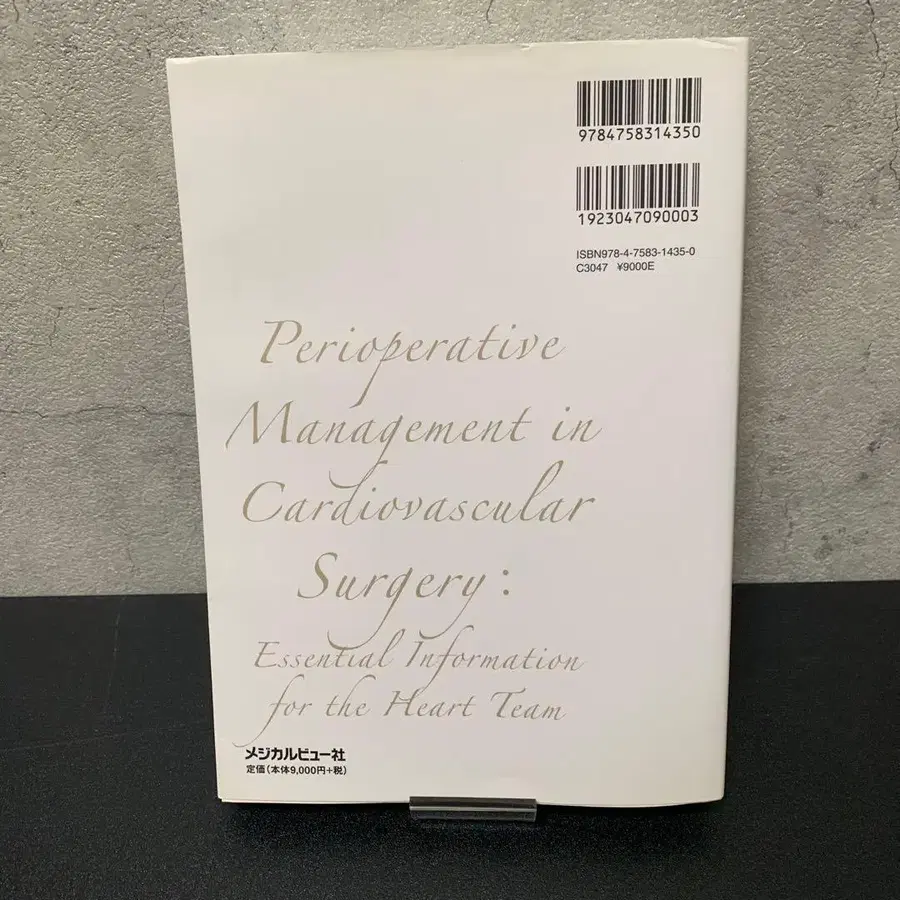 9784758314350
1923047090003
ISBN978-4-7583-1435-0
C3047 ¥9000E
Perioperative
Management in
Cardiovascular
Surgery:
Essential Information
for the Heart Team
メジカルビュー社
定価(本体9,000円+税)